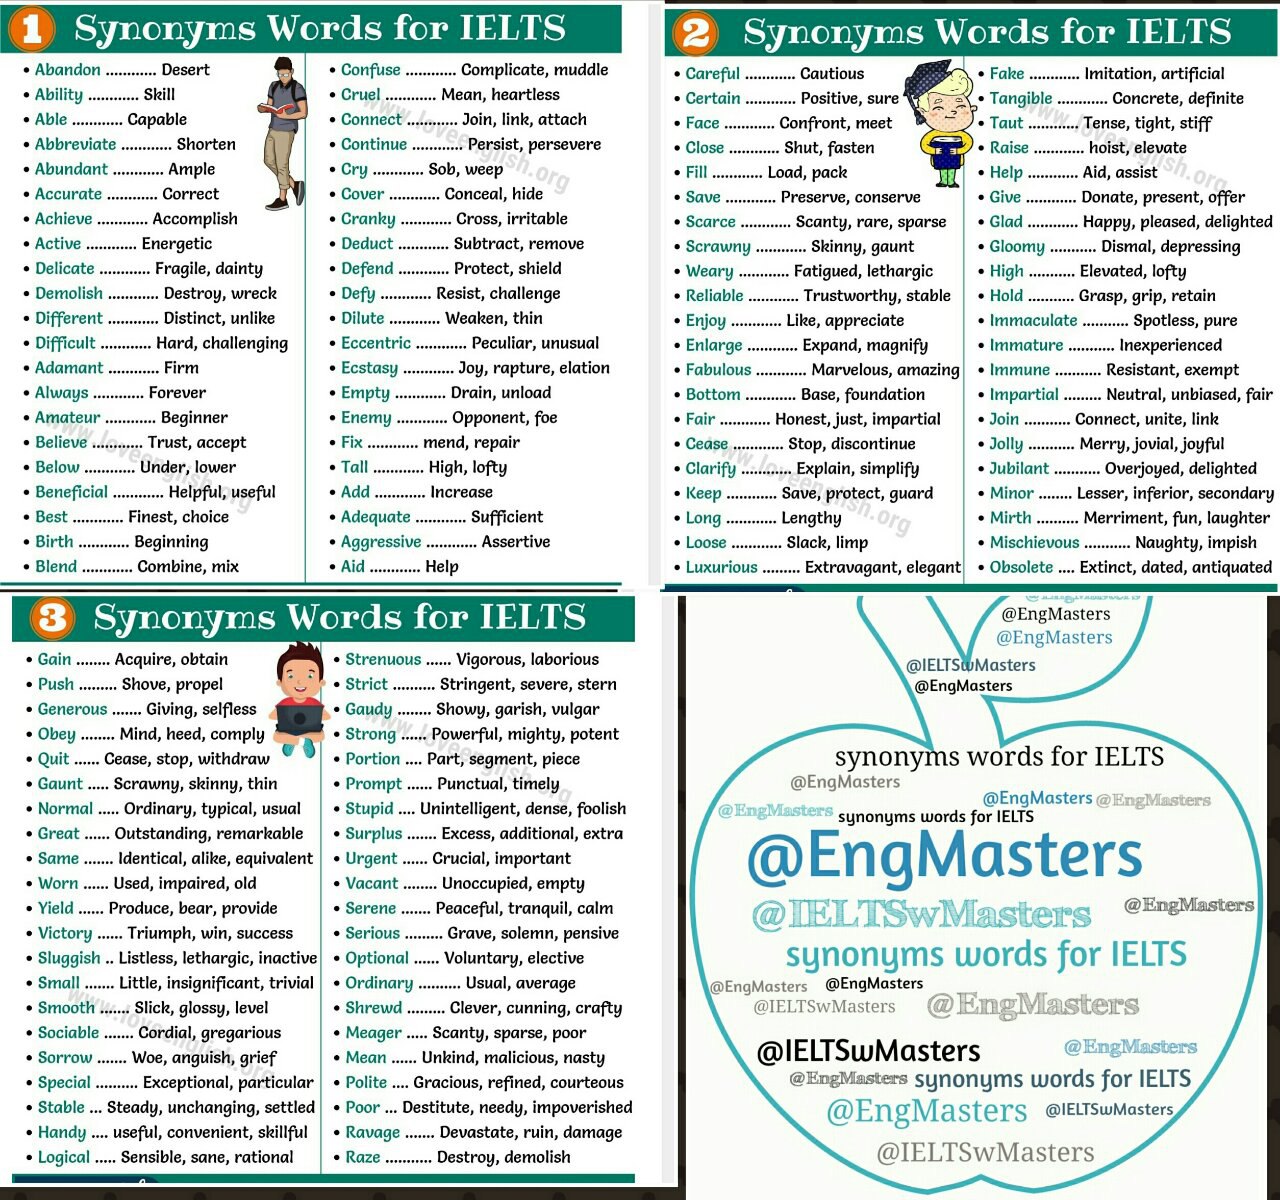 1 Synonyms Words for IELTS
• Abandon ............ Desert
• Ability ............ Skill
• Able ............ Capable
• Abbreviate ............ Shorten
• Abundant ............ Ample
• Accurate ............ Correct
• Achieve ............ Accomplish
• Active ............ Energetic
• Delicate ............ Fragile, dainty
• Demolish ............ Destroy, wreck
• Different ............ Distinct, unlike
• Difficult ............ Hard, challenging
• Adamant ............ Firm
• Always ............ Forever
• Amateur ............ Beginner
• Believe ............ Trust, accept
• Below ............ Under, lower
• Beneficial ............ Helpful, useful
• Best ............ Finest, choice
• Birth ............ Beginning
• Blend ............ Combine, mix
• Confuse ............ Complicate, muddle
• Cruel ............ Mean, heartless
• Connect ............ Join, link, attach
• Continue ............ Persist, persevere
• Cry ............ Sob, weep
• Cover ............ Conceal, hide
• Cranky ............ Cross, irritable
• Deduct ............ Subtract, remove
• Defend ............ Protect, shield
• Defy ............ Resist, challenge
• Dilute ............ Weaken, thin
• Eccentric ............ Peculiar, unusual
• Ecstasy ............ Joy, rapture, elation
• Empty ............ Drain, unload
• Enemy ............ Opponent, foe
• Fix ............ mend, repair
• Tall ............ High, lofty
• Add ............ Increase
• Adequate ............ Sufficient
• Aggressive ............ Assertive
• Aid ............ Help
www.loveenglish.org
www.loveenglish.org
2 Synonyms Words for IELTS
• Careful ............ Cautious
• Certain ............ Positive, sure
• Face ............ Confront, meet
• Close ............ Shut, fasten
• Fill ............ Load, pack
• Save ............ Preserve, conserve
• Scarce ............ Scanty, rare, sparse
• Scrawny ............ Skinny, gaunt
• Weary ............ Fatigued, lethargic
• Reliable ............ Trustworthy, stable
• Enjoy ............ Like, appreciate
• Enlarge ............ Expand, magnify
• Fabulous ............ Marvelous, amazing
• Bottom ............ Base, foundation
• Fair ............ Honest, just, impartial
• Cease ............ Stop, discontinue
• Clarify ............ Explain, simplify
• Keep ............ Save, protect, guard
• Long ............ Lengthy
• Loose ............ Slack, limp
• Luxurious ......... Extravagant, elegant
• Fake ............ Imitation, artificial
• Tangible ............ Concrete, definite
• Taut ............ Tense, tight, stiff
• Raise ............ hoist, elevate
• Help ............ Aid, assist
• Give ............ Donate, present, offer
• Glad ......... Happy, pleased, delighted
• Gloomy ........... Dismal, depressing
• High ........... Elevated, lofty
• Hold ........... Grasp, grip, retain
• Immaculate ........... Spotless, pure
• Immature ........... Inexperienced
• Immune ........... Resistant, exempt
• Impartial ........... Neutral, unbiased, fair
• Join ........... Connect, unite, link
• Jolly ........... Merry, jovial, joyful
• Jubilant ........... Overjoyed, delighted
• Minor ........ Lesser, inferior, secondary
• Mirth .......... Merriment, fun, laughter
• Mischievous .......... Naughty, impish
• Obsolete .... Extinct, dated, antiquated
www.loveenglish.org
www.loveenglish.org
3 Synonyms Words for IELTS
• Gain ........ Acquire, obtain
• Push ......... Shove, propel
• Generous ....... Giving, selfless
• Obey ........ Mind, heed, comply
• Quit ...... Cease, stop, withdraw
• Gaunt ....... Scrawny, skinny, thin
• Normal ....... Ordinary, typical, usual
• Great ...... Outstanding, remarkable
• Same ....... Identical, alike, equivalent
• Worn ...... Used, impaired, old
• Yield ...... Produce, bear, provide
• Victory ...... Triumph, win, success
• Sluggish .. Listless, lethargic, inactive
• Small ....... Little, insignificant, trivial
• Smooth ....... Slick, glossy, level
• Sociable ....... Cordial, gregarious
• Sorrow ....... Woe, anguish, grief
• Special .......... Exceptional, particular
• Stable ... Steady, unchanging, settled
• Handy .... useful, convenient, skillful
• Logical ..... Sensible, sane, rational
• Strenuous ...... Vigorous, laborious
• Strict .......... Stringent, severe, stern
• Gaudy ........ Showy, garish, vulgar
• Strong ...... Powerful, mighty, potent
• Portion .... Part, segment, piece
• Prompt ...... Punctual, timely
• Stupid .... Unintelligent, dense, foolish
• Surplus ....... Excess, additional, extra
• Urgent ...... Crucial, important
• Vacant ........ Unoccupied, empty
• Serene ....... Peaceful, tranquil, calm
• Serious ......... Grave, solemn, pensive
• Optional ...... Voluntary, elective
• Ordinary .......... Usual, average
• Shrewd ......... Clever, cunning, crafty
• Meager ..... Scanty, sparse, poor
• Mean ...... Unkind, malicious, nasty
• Polite .... Gracious, refined, courteous
• Poor ... Destitute, needy, impoverished
• Ravage ....... Devastate, ruin, damage
• Raze ........... Destroy, demolish
www.loveenglish.org
www.loveenglish.org
@EngMasters
@EngMasters
@EngMasters
@IELTSwMasters
@EngMasters
synonyms words for IELTS
@EngMasters
@EngMasters @EngMasters
@EngMasters synonyms words for IELTS
@EngMasters
@IELTSwMasters @EngMasters
synonyms words for IELTS
@EngMasters @EngMasters
@IELTSwMasters @EngMasters
@IELTSwMasters @EngMasters
@EngMasters synonyms words for IELTS
@EngMasters @IELTSwMasters
@IELTSwMasters